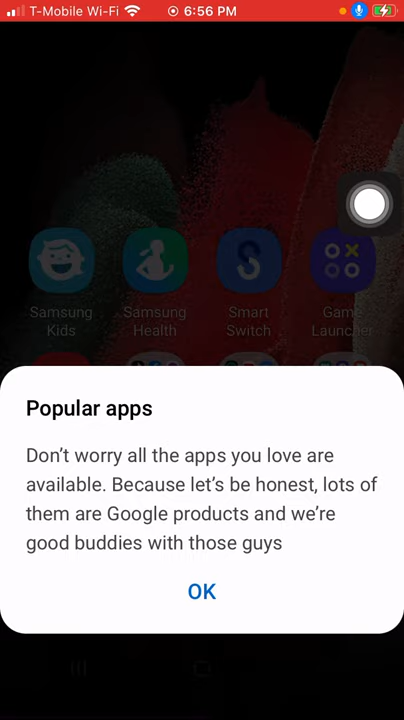 T-Mobile Wi-Fi 6:56 PM
Samsung Kids
Samsung Health
Smart Switch
Game Launcher
Popular apps
Don’t worry all the apps you love are
available. Because let’s be honest, lots of
them are Google products and we’re
good buddies with those guys
OK